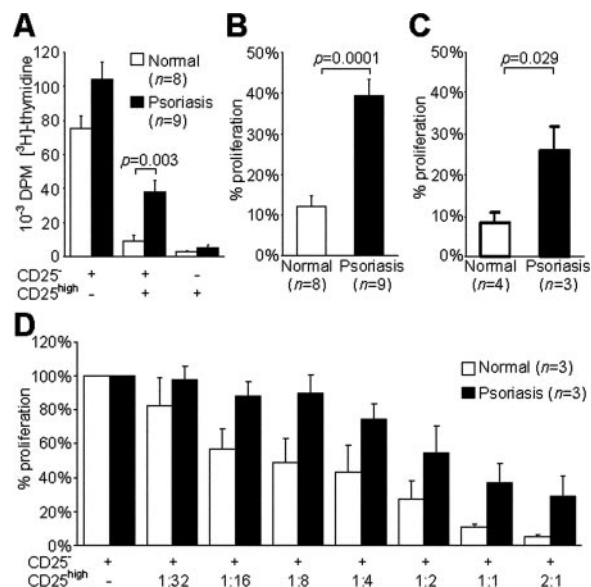 A
10⁻³ DPM [³H]-thymidine
120
100
80
60
40
20
0
Normal
(n=8)
Psoriasis
(n=9)
p=0.003
CD25⁻ + + -
CD25ʰⁱᵍʰ - + +
B
% proliferation
50%
40%
30%
20%
10%
0%
p=0.0001
Normal Psoriasis
(n=8) (n=9)
C
% proliferation
50%
40%
30%
20%
10%
0%
p=0.029
Normal Psoriasis
(n=4) (n=3)
D
% proliferation
120%
100%
80%
60%
40%
20%
0%
Normal (n=3)
Psoriasis (n=3)
CD25⁻ + + + + + + + +
CD25ʰⁱᵍʰ - 1:32 1:16 1:8 1:4 1:2 1:1 2:1